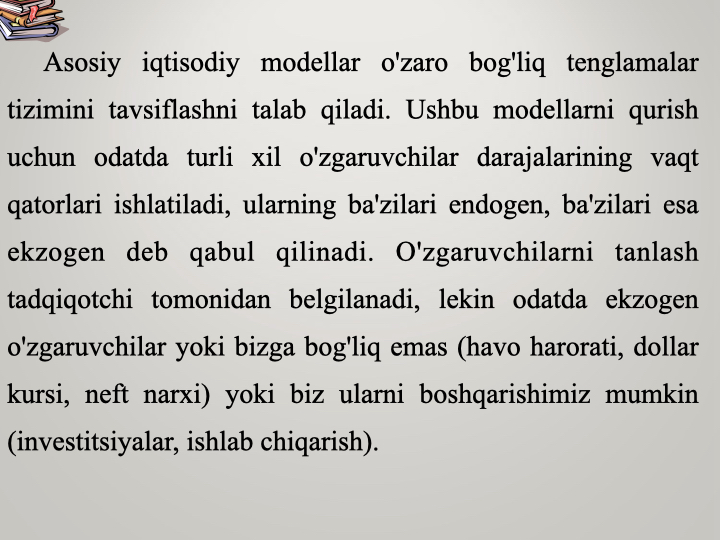 Asosiy iqtisodiy modellar o'zaro bog'liq tenglamalar
tizimini tavsiflashni talab qiladi. Ushbu modellarni qurish
uchun odatda turli xil o'zgaruvchilar darajalarining vaqt
qatorlari ishlatiladi, ularning ba'zilari endogen, ba'zilari esa
ekzogen deb qabul qilinadi. O'zgaruvchilarni tanlash
tadqiqotchi tomonidan belgilanadi, lekin odatda ekzogen
o'zgaruvchilar yoki bizga bog'liq emas (havo harorati, dollar
kursi, neft narxi) yoki biz ularni boshqarishimiz mumkin
(investitsiyalar, ishlab chiqarish).